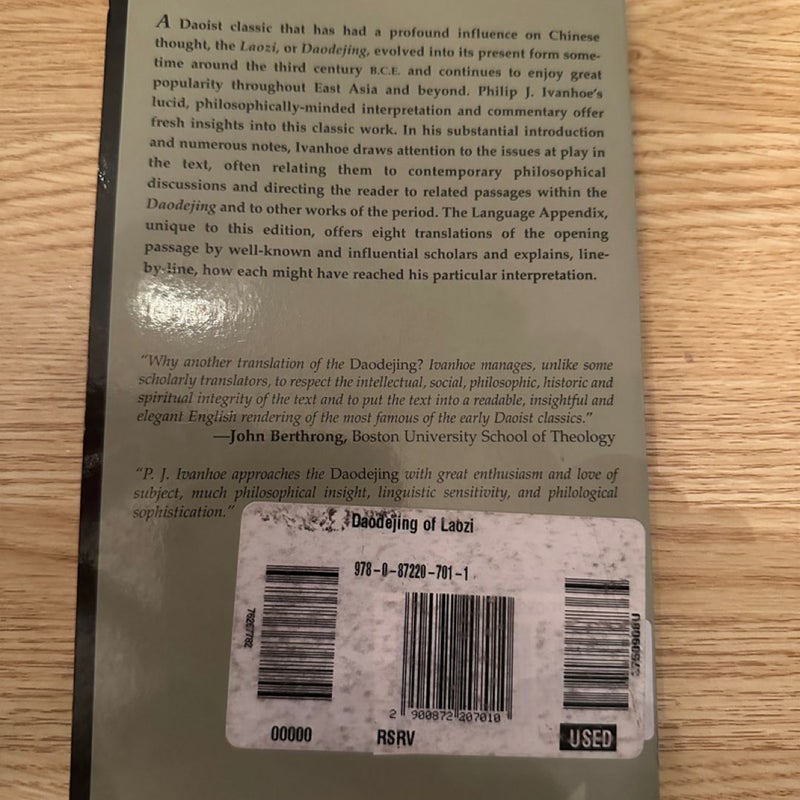 A Daoist classic that has had a profound influence on Chinese
thought, the Laozi, or Daodejing, evolved into its present form some-
time around the third century B.C.E. and continues to enjoy great
popularity throughout East Asia and beyond. Philip J. Ivanhoe's
lucid, philosophically-minded interpretation and commentary offer
fresh insights into this classic work. In his substantial introduction
and numerous notes, Ivanhoe draws attention to the issues at play in
the text, often relating them to contemporary philosophical
discussions and directing the reader to related passages within the
Daodejing and to other works of the period. The Language Appendix,
unique to this edition, offers eight translations of the opening
passage by well-known and influential scholars and explains, line-
by-line, how each might have reached his particular interpretation.
"Why another translation of the Daodejing? Ivanhoe manages, unlike some
scholarly translators, to respect the intellectual, social, philosophic, historic and
spiritual integrity of the text and to put the text into a readable, insightful and
elegant English rendering of the most famous of the early Daoist classics."
—John Berthrong, Boston University School of Theology
"P. J. Ivanhoe approaches the Daodejing with great enthusiasm and love of
subject, much philosophical insight, linguistic sensitivity, and philological
sophistication."
Daodejing of Laozi
978-0-87220-701-1
2 900872 207010
00000 RSRV USED